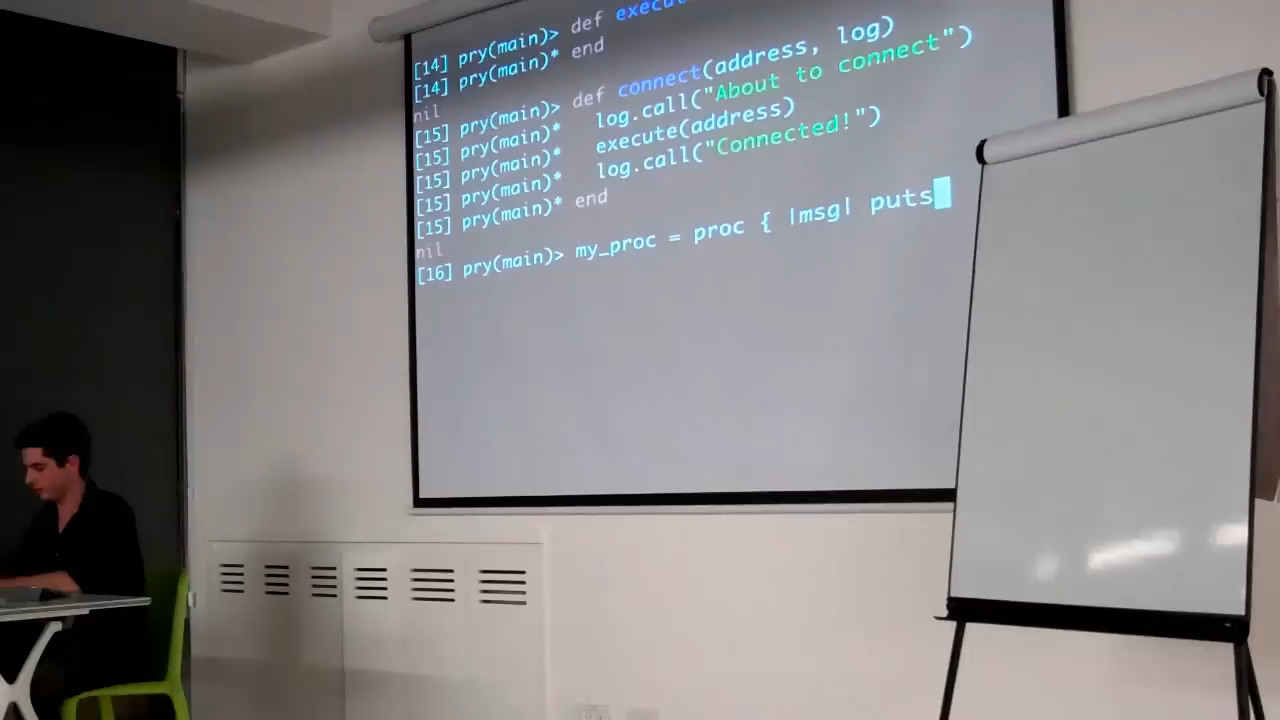 [14] pry(main)> def execu
[14] pry(main)* end
nil
[15] pry(main)> def connect(address, log)
[15] pry(main)*   log.call("About to connect")
[15] pry(main)*   execute(address)
[15] pry(main)*   log.call("Connected!")
[15] pry(main)* end
nil
[16] pry(main)> my_proc = proc { |msg| puts